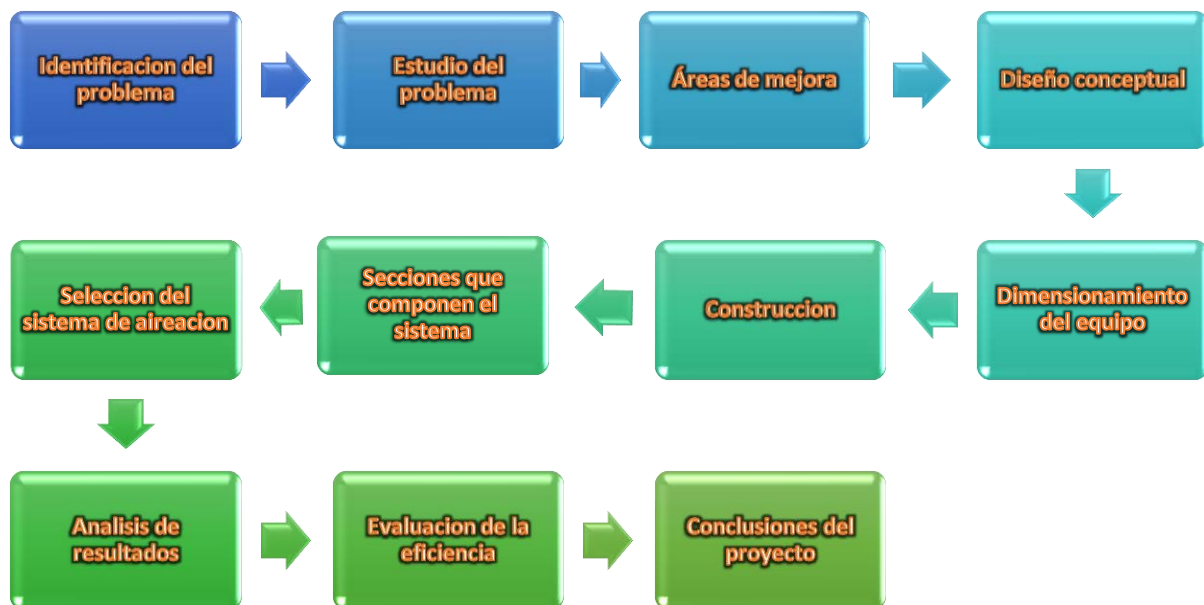 Identificacion del
problema
Estudio del
problema
Áreas de mejora
Diseño conceptual
Dimensionamiento
del equipo
Construccion
Secciones que
componen el
sistema
Seleccion del
sistema de aireacion
Analisis de
resultados
Evaluacion de la
eficiencia
Conclusiones del
proyecto